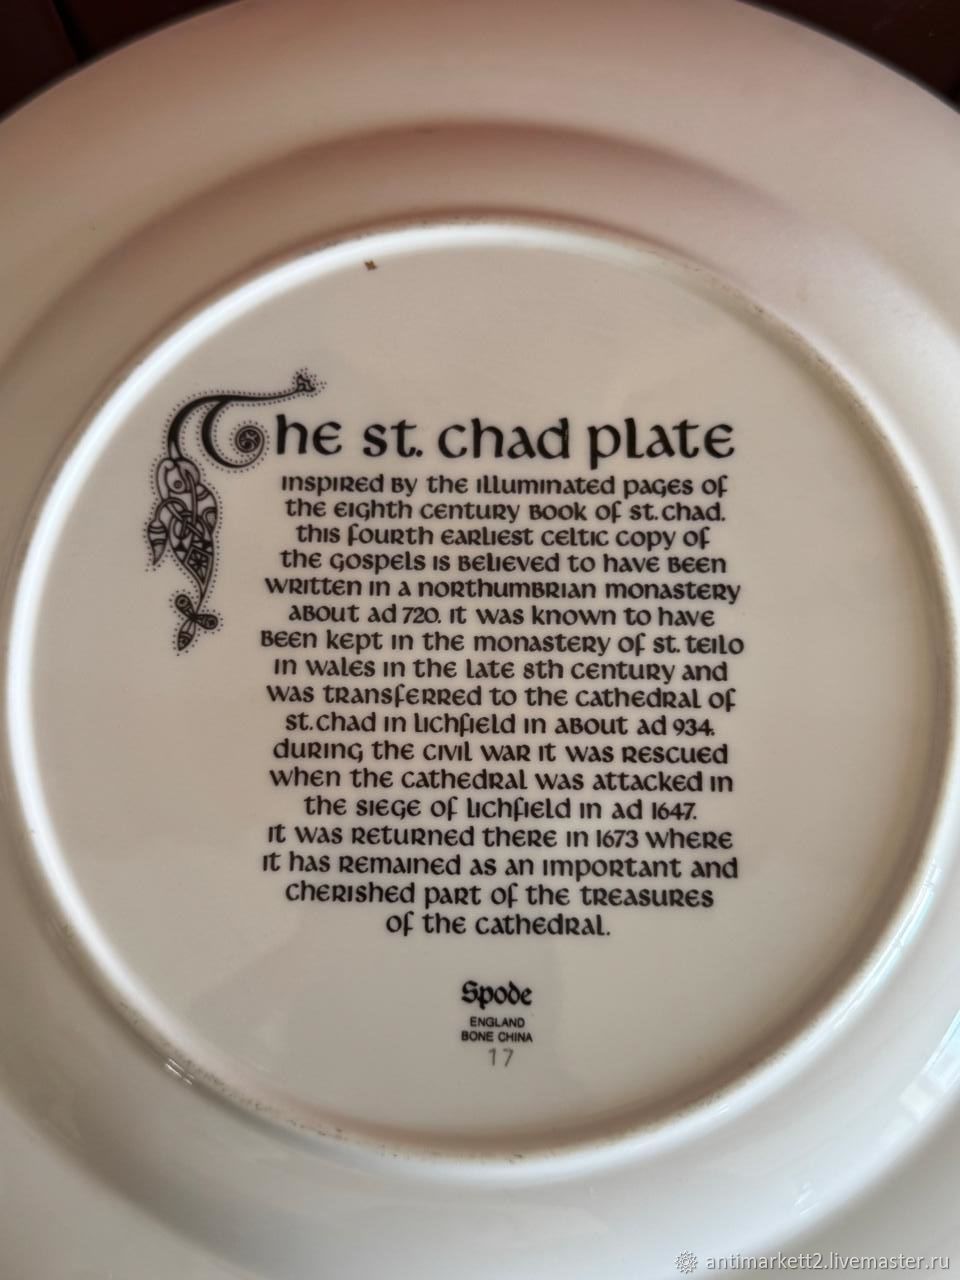 The St. Chad Plate
inspired by the illuminated pages of
the eighth century book of St. Chad.
this fourth earliest celtic copy of
the gospels is believed to have been
written in a northumbrian monastery
about ad 720. it was known to have
been kept in the monastery of St. Teilo
in wales in the late 8th century and
was transferred to the cathedral of
St. Chad in lichfield in about ad 934.
during the civil war it was rescued
when the cathedral was attacked in
the siege of lichfield in ad 1647.
it was returned there in 1673 where
it has remained as an important and
cherished part of the treasures
of the cathedral.
Spode
ENGLAND
BONE CHINA
17
antimarkett2.livemaster.ru